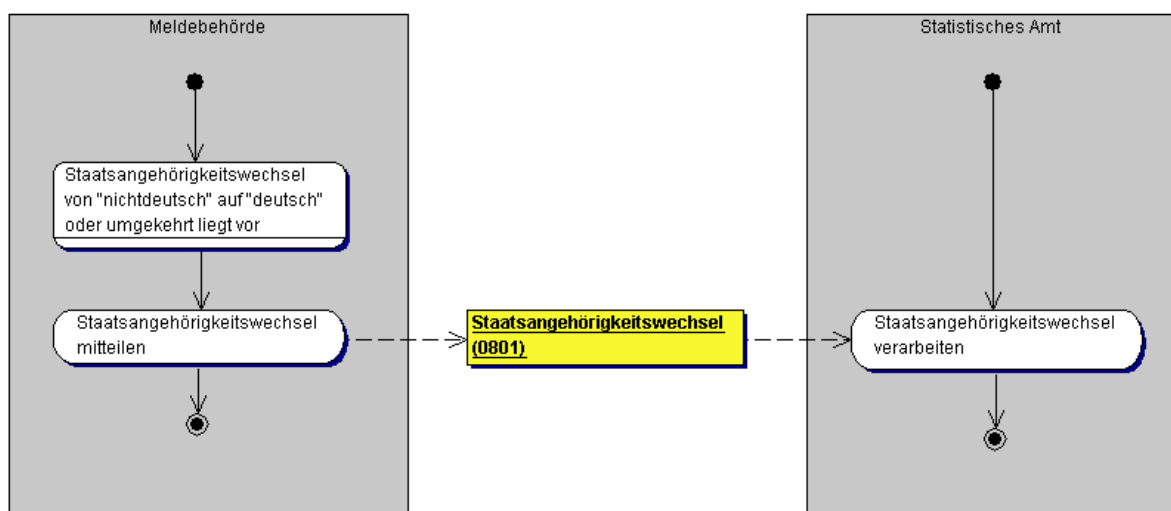 Meldebehörde
Statistisches Amt
Staatsangehörigkeitswechsel
von "nichtdeutsch" auf "deutsch"
oder umgekehrt liegt vor
Staatsangehörigkeitswechsel
mitteilen
Staatsangehörigkeitswechsel
(0801)
Staatsangehörigkeitswechsel
verarbeiten